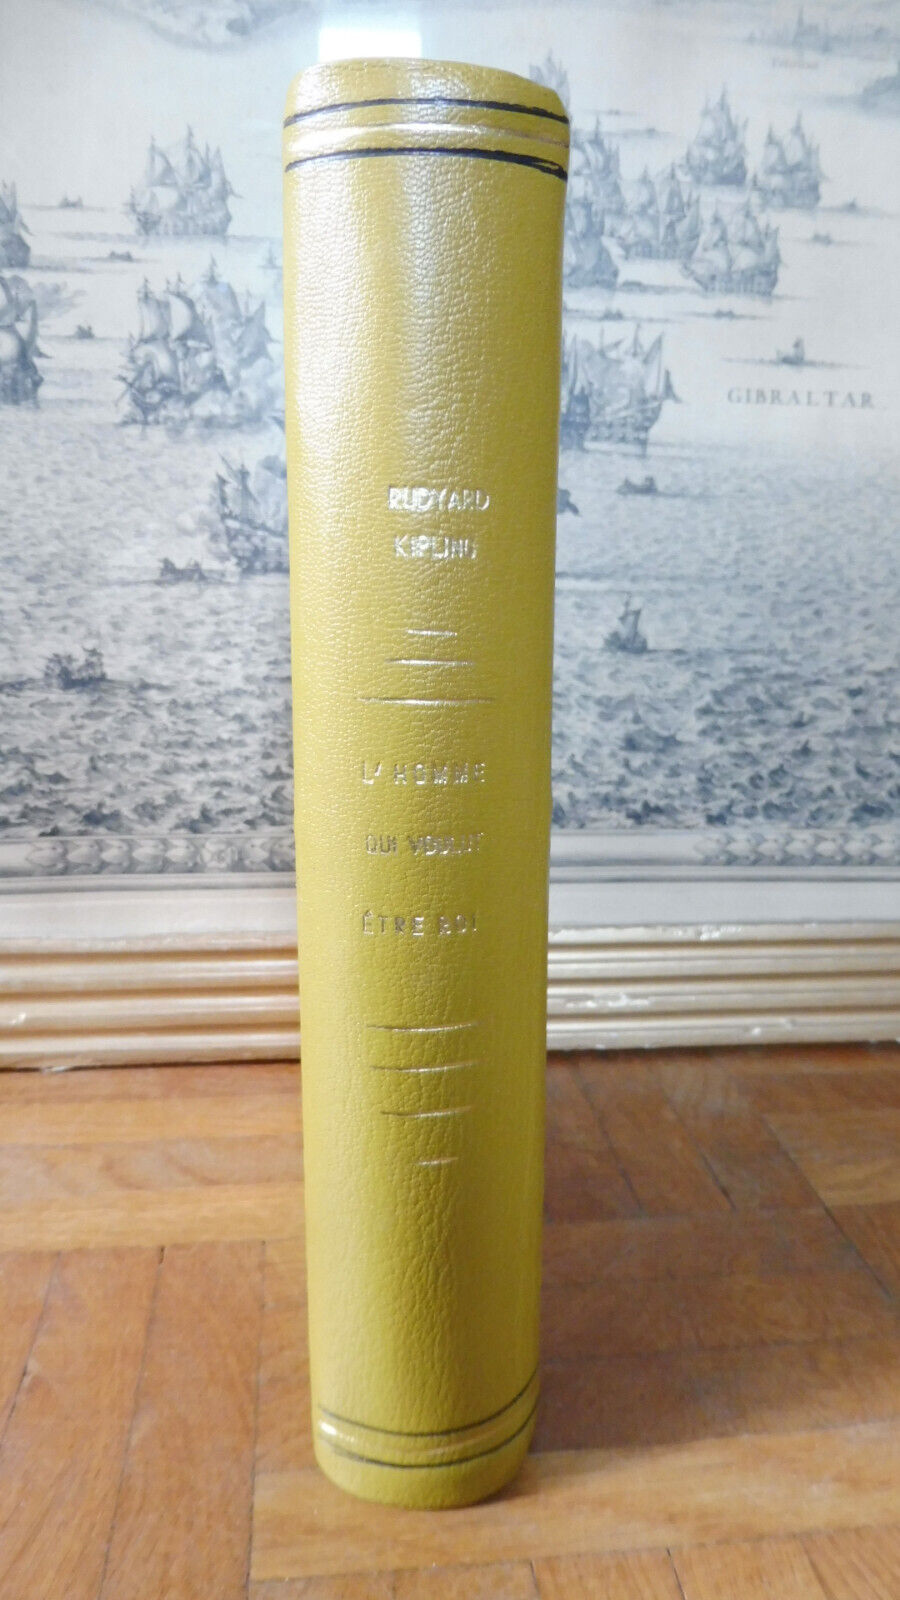 GIBRALTAR
RUDYARD
KIPLING
L'HOMME
QUI VOULUT
ÊTRE ROI